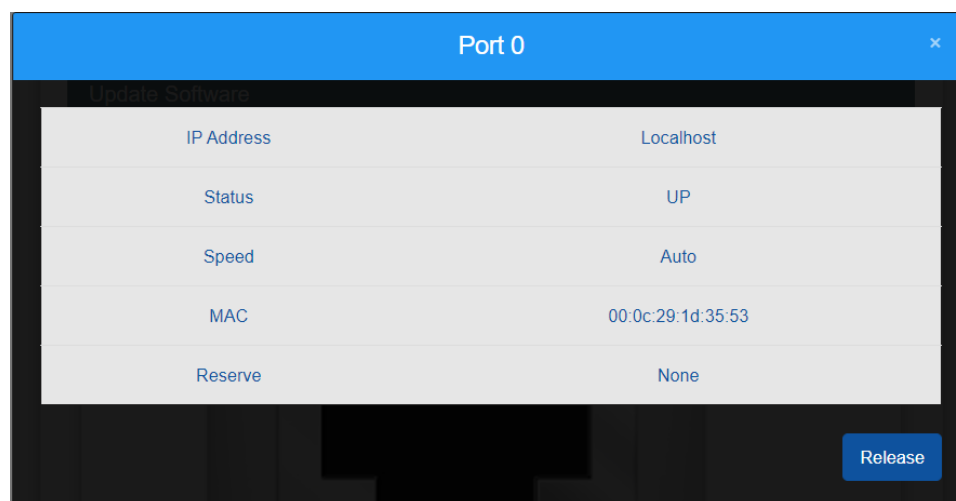 Port 0 ×
Update Software
IP Address Localhost
Status UP
Speed Auto
MAC 00:0c:29:1d:35:53
Reserve None
Release